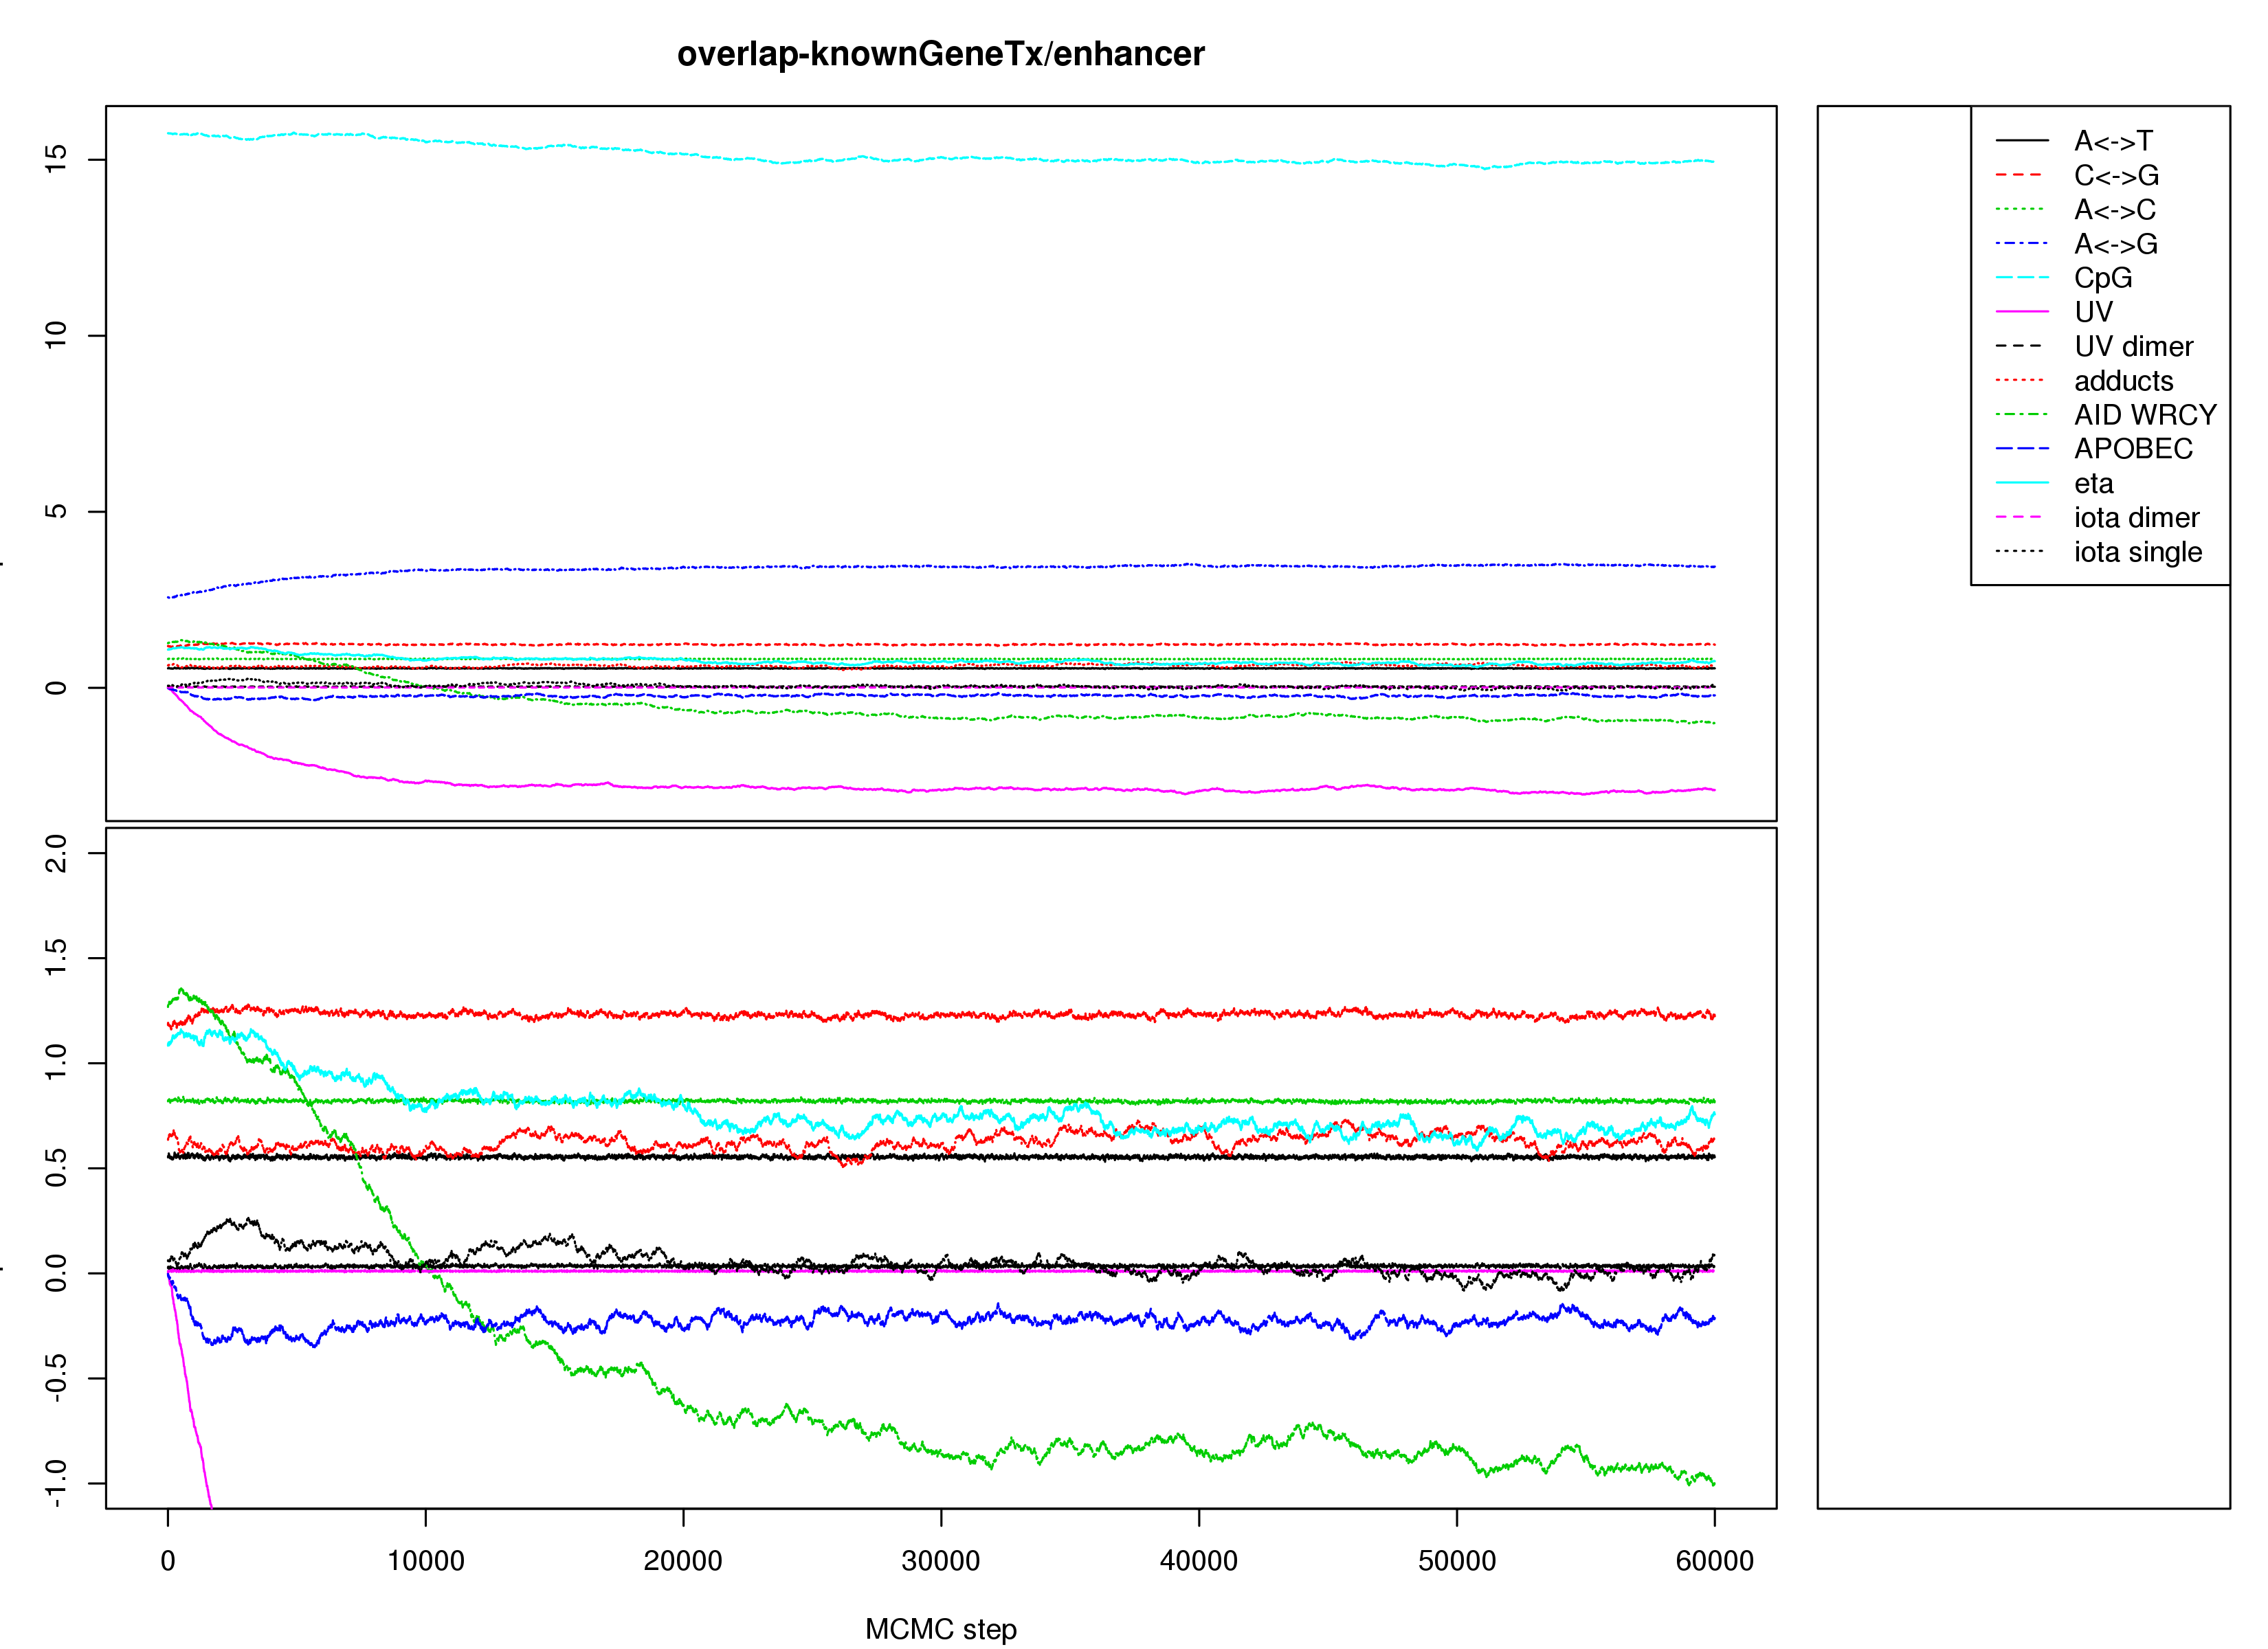 overlap-knownGeneTx/enhancer
15
10
5
0
2.0
1.5
1.0
0.5
0.0
-0.5
-1.0
0 10000 20000 30000 40000 50000 60000
MCMC step
A<->T
C<->G
A<->C
A<->G
CpG
UV
UV dimer
adducts
AID WRCY
APOBEC
eta
iota dimer
iota single